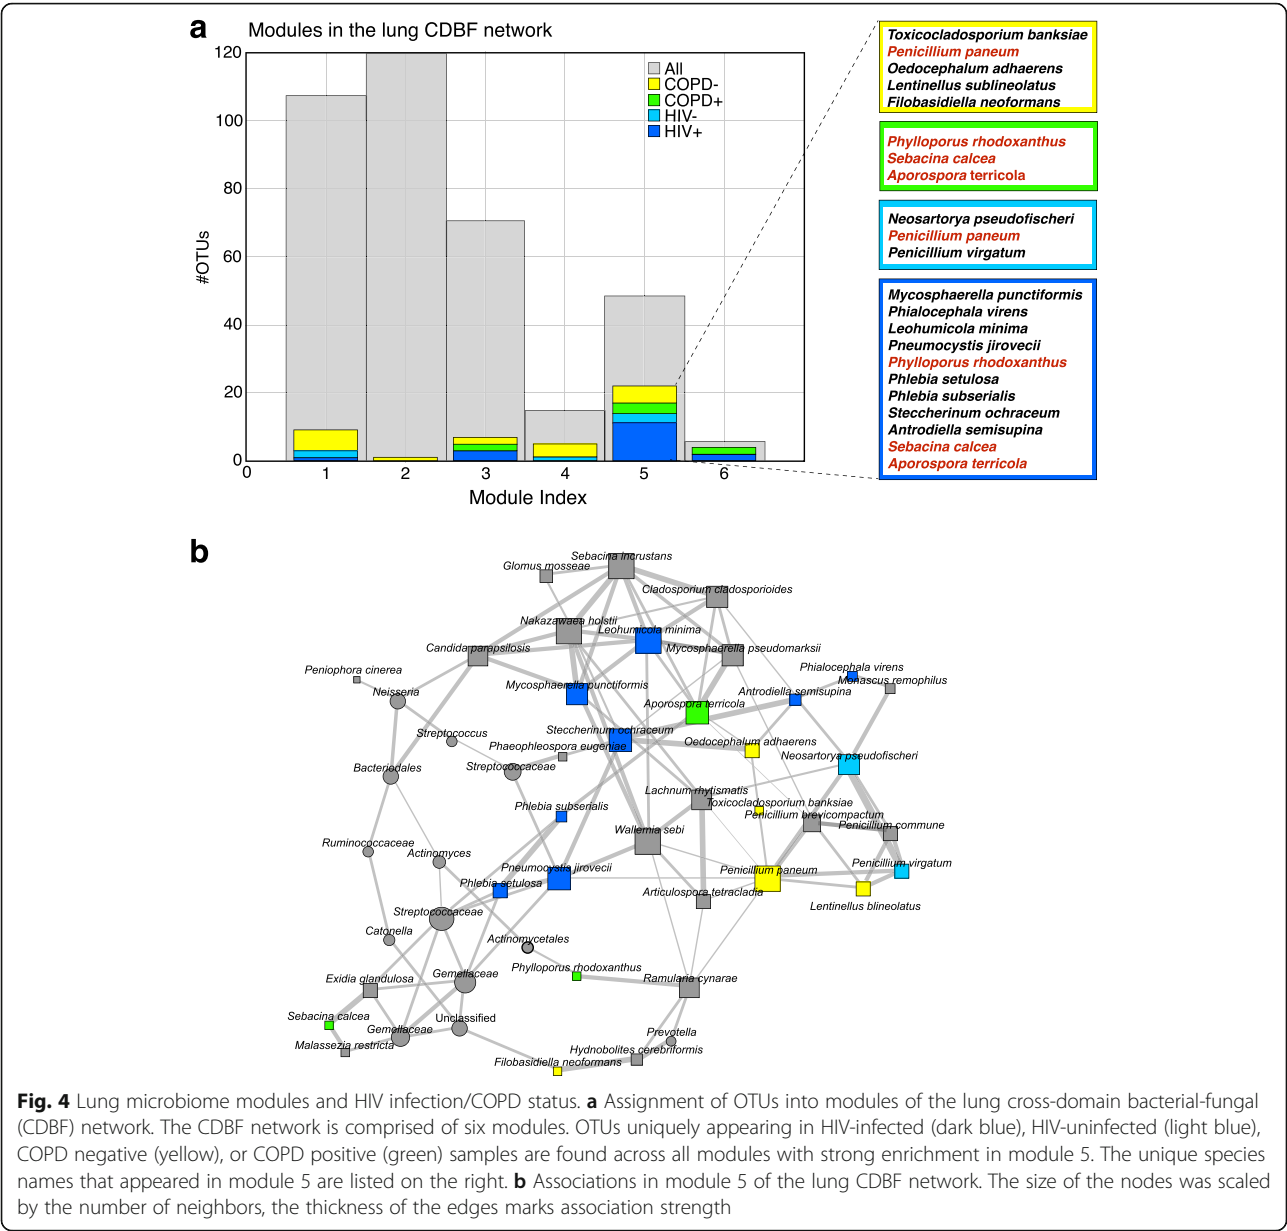 a
Modules in the lung CDBF network
120
100
80
60
40
20
0
#OTUs
0
1
2
3
4
5
6
Module Index
All
COPD-
COPD+
HIV-
HIV+
Toxicocladosporium banksiae
Penicillium paneum
Oedocephalum adhaerens
Lentinellus sublineolatus
Filobasidiella neoformans
Phylloporus rhodoxanthus
Sebacina calcea
Aporospora terricola
Neosartorya pseudofischeri
Penicillium paneum
Penicillium virgatum
Mycosphaerella punctiformis
Phialocephala virens
Leohumicola minima
Pneumocystis jirovecii
Phylloporus rhodoxanthus
Phlebia setulosa
Phlebia subserialis
Steccherinum ochraceum
Antrodiella semisupina
Sebacina calcea
Aporospora terricola
b
Sebacina incrustans
Glomus mosseae
Cladosporium cladosporioides
Nakazawaea holstii
Leohumicola minima
Candida parapsilosis
Mycosphaerella pseudomarksii
Peniophora cinerea
Phialocephala virens
Monascus remophilus
Neisseria
Mycosphaerella punctiformis
Antrodiella semisupina
Aporospora terricola
Streptococcus
Steccherinum ochraceum
Phaeophleospora eugeniae
Oedocephalum adhaerens
Neosartorya pseudofischeri
Bacteriodales
Streptococcaceae
Lachnum rhytismatis
Toxicocladosporium banksiae
Phlebia subserialis
Penicillium brevicompactum
Penicillium commune
Wallemia sebi
Ruminococcaceae
Actinomyces
Pneumocystis jirovecii
Penicillium paneum
Penicillium virgatum
Phlebia setulosa
Articulospora tetracladia
Lentinellus blineolatus
Streptococcaceae
Catonella
Actinomycetales
Phylloporus rhodoxanthus
Exidia glandulosa
Gemellaceae
Ramularia cynarae
Sebacina calcea
Gemellaceae
Unclassified
Prevotella
Malassezia restricta
Hydnobolites cerebriformis
Filobasidiella neoformans
Fig. 4 Lung microbiome modules and HIV infection/COPD status. a Assignment of OTUs into modules of the lung cross-domain bacterial-fungal
(CDBF) network. The CDBF network is comprised of six modules. OTUs uniquely appearing in HIV-infected (dark blue), HIV-uninfected (light blue),
COPD negative (yellow), or COPD positive (green) samples are found across all modules with strong enrichment in module 5. The unique species
names that appeared in module 5 are listed on the right. b Associations in module 5 of the lung CDBF network. The size of the nodes was scaled
by the number of neighbors, the thickness of the edges marks association strength